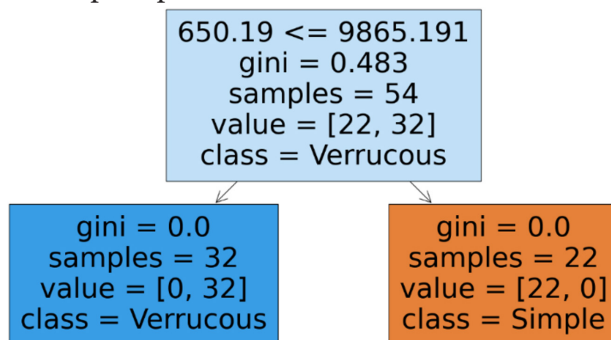 650.19 <= 9865.191
gini = 0.483
samples = 54
value = [22, 32]
class = Verrucous
gini = 0.0
samples = 32
value = [0, 32]
class = Verrucous
gini = 0.0
samples = 22
value = [22, 0]
class = Simple